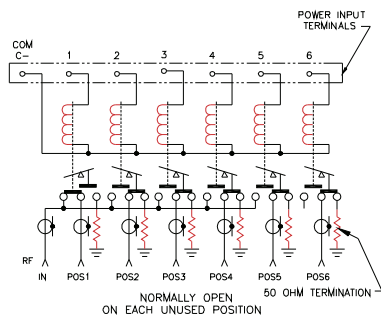 POWER INPUT
TERMINALS
COM
C-
1 2 3 4 5 6
RF
IN POS1 POS2 POS3 POS4 POS5 POS6
50 OHM TERMINATION
NORMALLY OPEN
ON EACH UNUSED POSITION